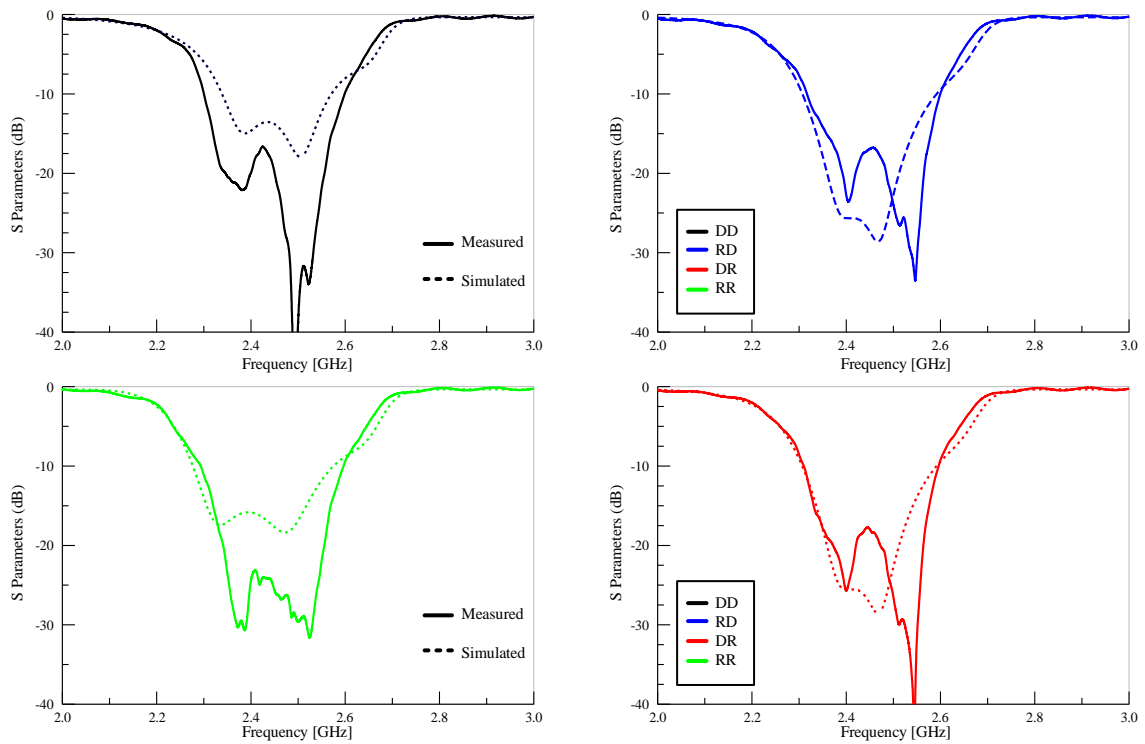 0
-10
-20
-30
-40
S Parameters (dB)
Measured
Simulated
2.0
2.2
2.4
2.6
2.8
3.0
Frequency [GHz]
0
-10
-20
-30
-40
S Parameters (dB)
DD
RD
DR
RR
2.0
2.2
2.4
2.6
2.8
3.0
Frequency [GHz]
0
-10
-20
-30
-40
S Parameters (dB)
Measured
Simulated
2.0
2.2
2.4
2.6
2.8
3.0
Frequency [GHz]
0
-10
-20
-30
-40
S Parameters (dB)
DD
RD
DR
RR
2.0
2.2
2.4
2.6
2.8
3.0
Frequency [GHz]